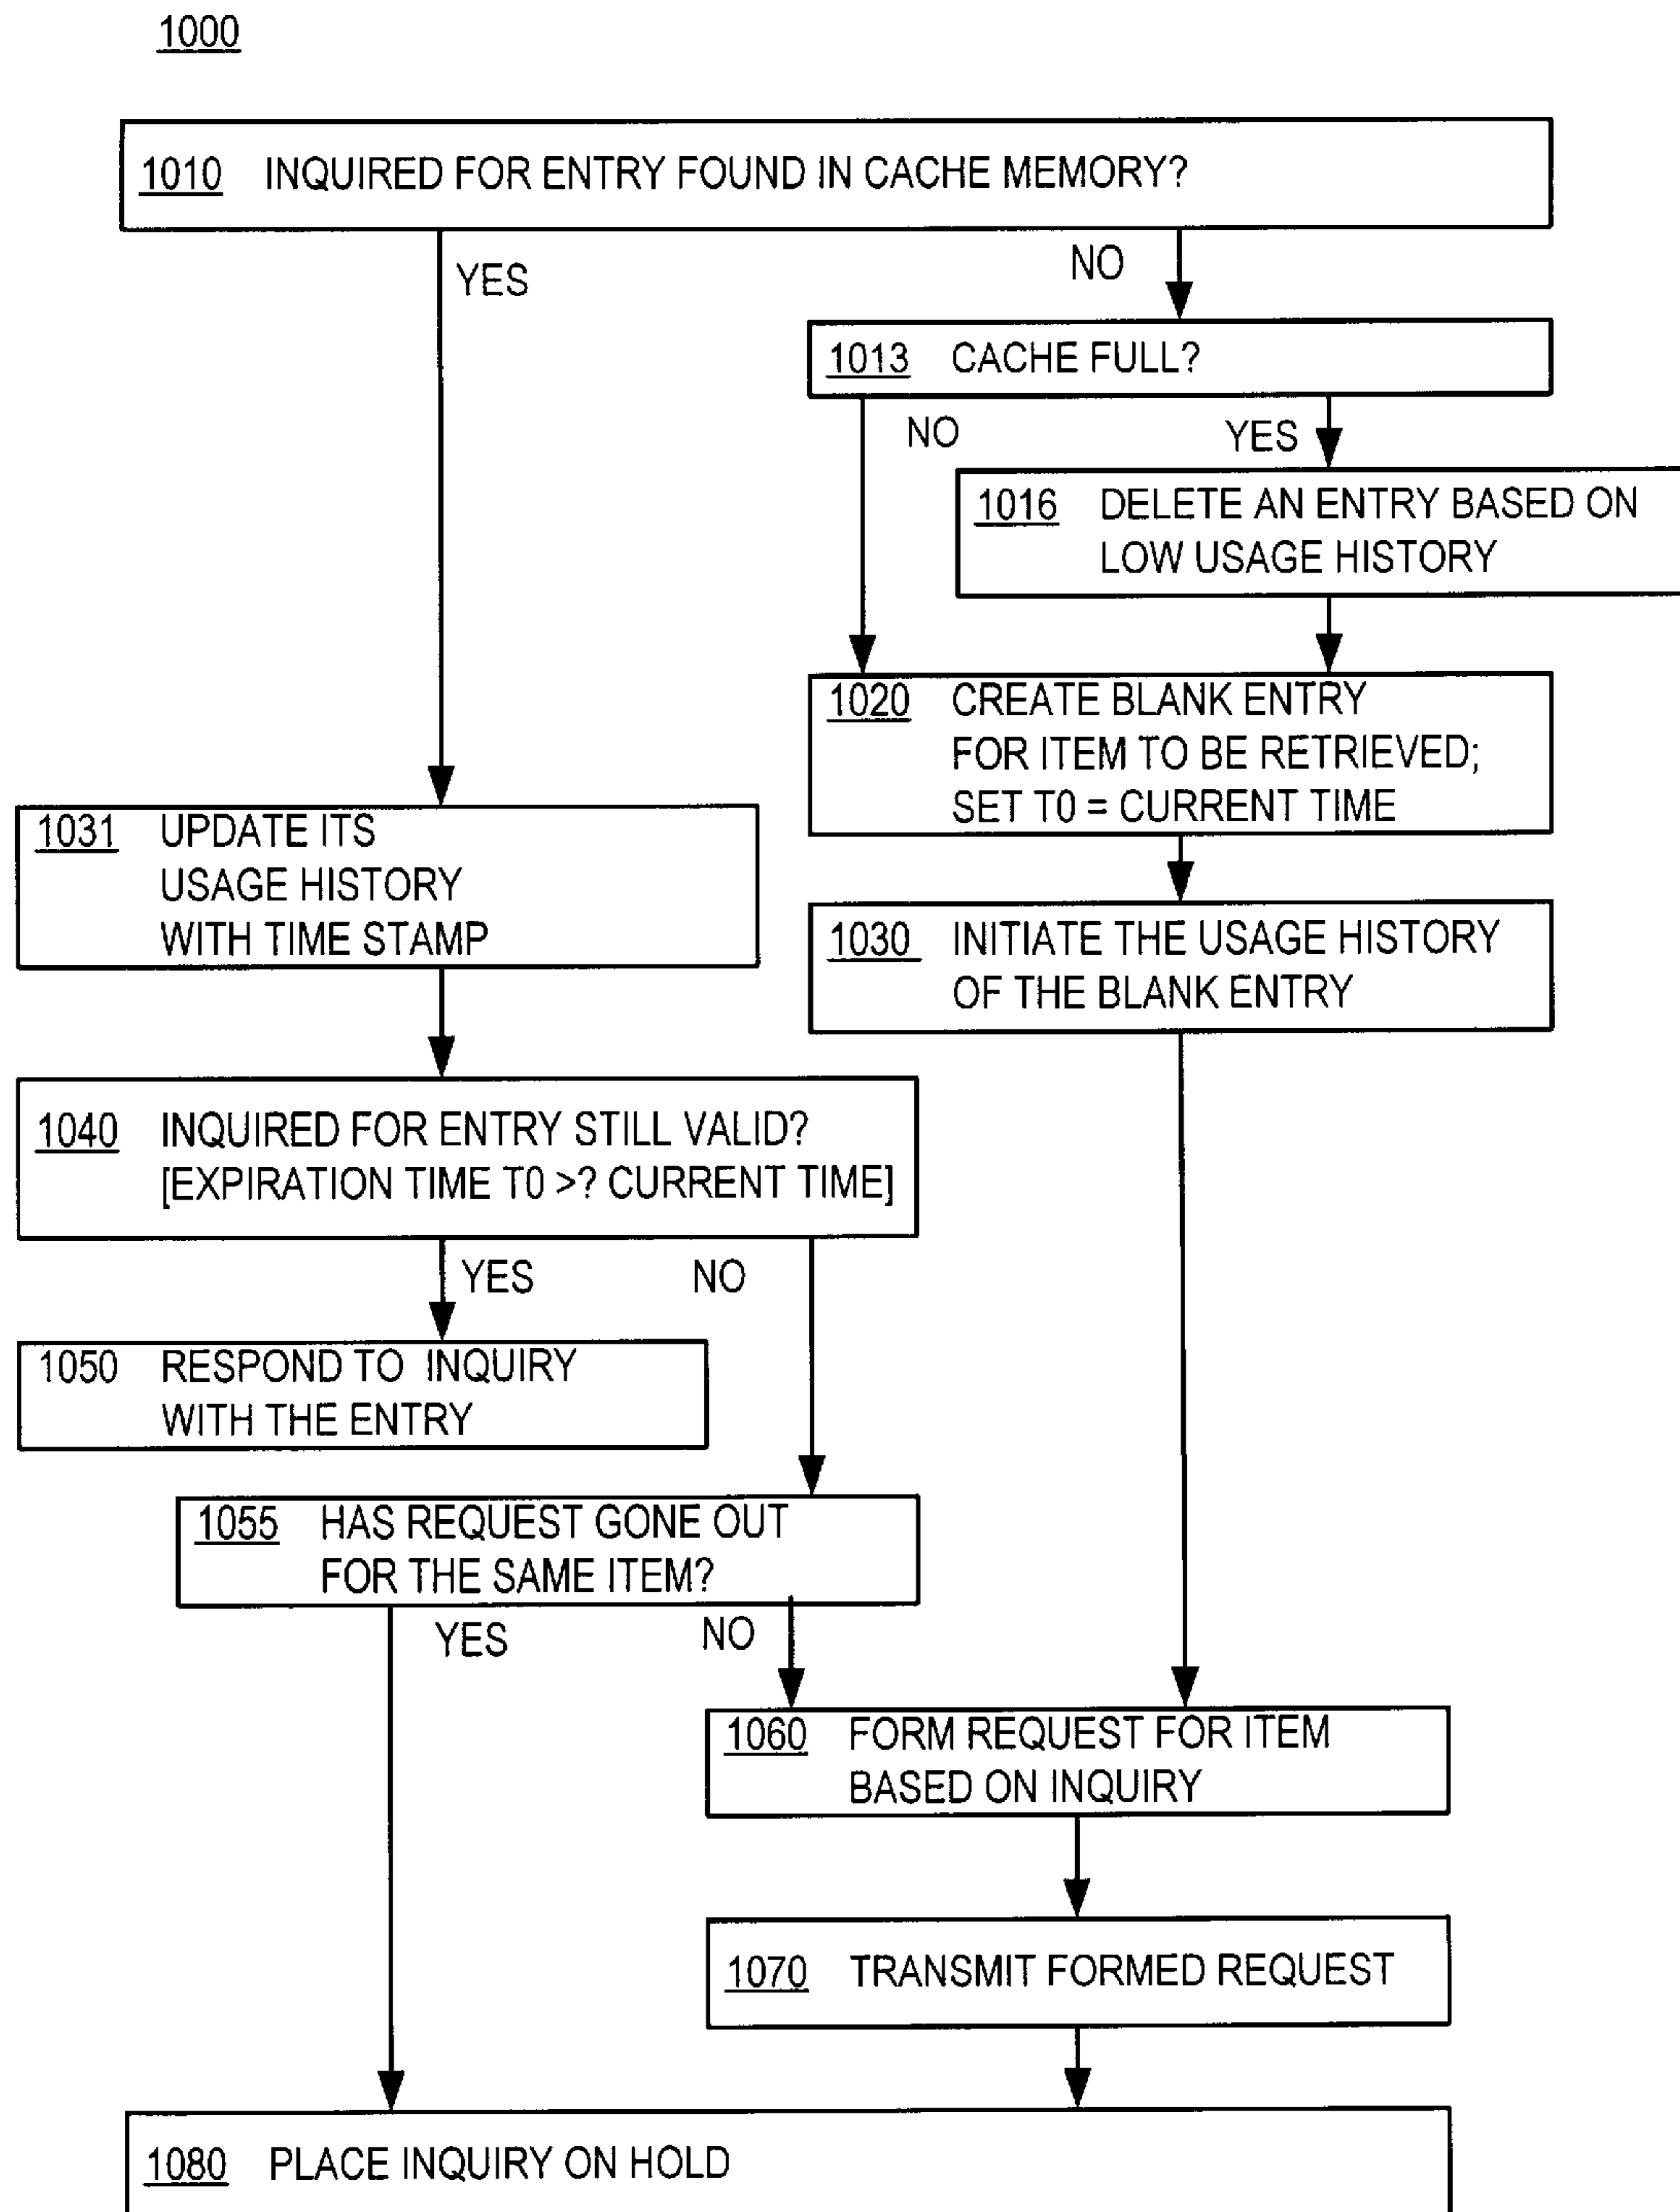 1000
1010 INQUIRED FOR ENTRY FOUND IN CACHE MEMORY?
YES
NO
1013 CACHE FULL?
NO
YES
1016 DELETE AN ENTRY BASED ON
LOW USAGE HISTORY
1020 CREATE BLANK ENTRY
FOR ITEM TO BE RETRIEVED;
SET T0 = CURRENT TIME
1031 UPDATE ITS
USAGE HISTORY
WITH TIME STAMP
1030 INITIATE THE USAGE HISTORY
OF THE BLANK ENTRY
1040 INQUIRED FOR ENTRY STILL VALID?
[EXPIRATION TIME T0 >? CURRENT TIME]
YES
NO
1050 RESPOND TO INQUIRY
WITH THE ENTRY
1055 HAS REQUEST GONE OUT
FOR THE SAME ITEM?
YES
NO
1060 FORM REQUEST FOR ITEM
BASED ON INQUIRY
1070 TRANSMIT FORMED REQUEST
1080 PLACE INQUIRY ON HOLD